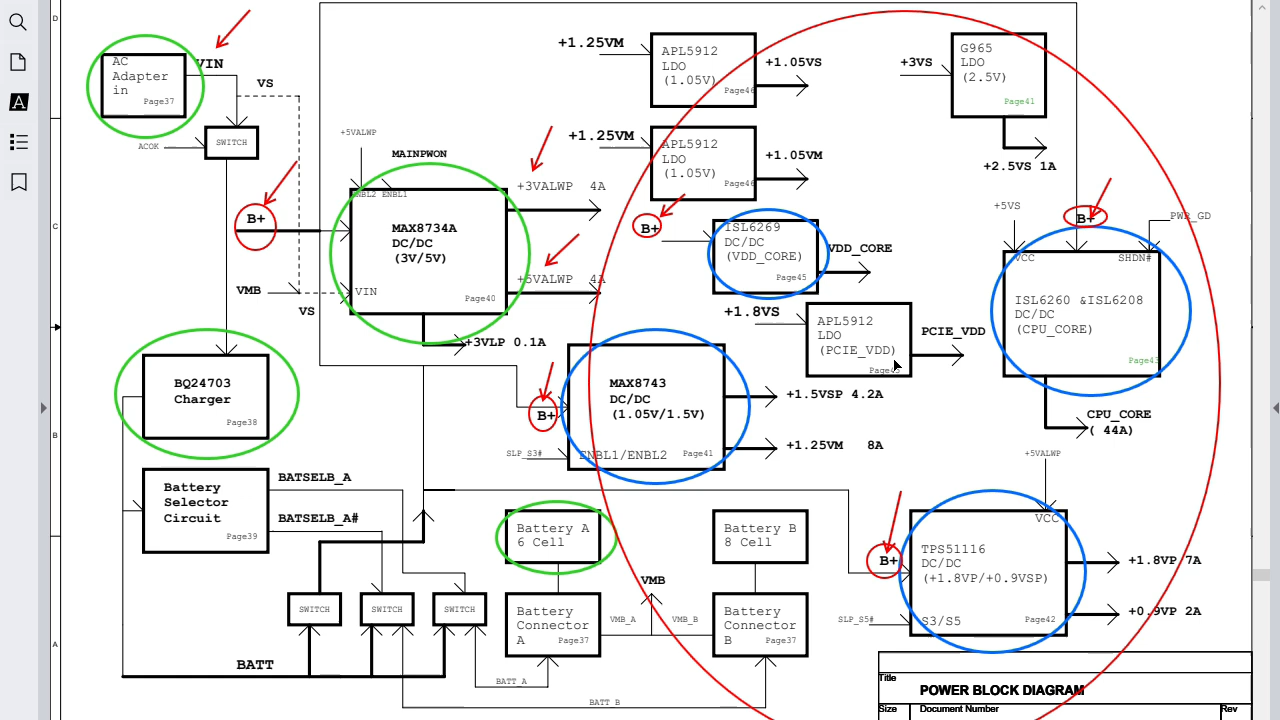 D
C
B
A
AC
Adapter
in
Page37
VIN
VS
ACOK
SWITCH
+5VALWP
MAINPWON
ENBL2 ENBL1
B+
MAX8734A
DC/DC
(3V/5V)
Page40
VIN
VMB
VS
+3VALWP 4A
+5VALWP 4A
+3VLP 0.1A
+1.25VM
APL5912
LDO
(1.05V)
Page46
+1.05VS
+1.25VM
APL5912
LDO
(1.05V)
Page46
+1.05VM
+3VS
G965
LDO
(2.5V)
Page41
+2.5VS 1A
B+
ISL6269
DC/DC
(VDD_CORE)
Page45
VDD_CORE
+1.8VS
APL5912
LDO
(PCIE_VDD)
PCIE_VDD
+5VS
B+
PWR_GD
VCC
SHDN#
ISL6260 &ISL6208
DC/DC
(CPU_CORE)
Page43
CPU_CORE
( 44A)
BQ24703
Charger
Page38
B+
MAX8743
DC/DC
(1.05V/1.5V)
SLP_S3#
ENBL1/ENBL2
Page41
+1.5VSP 4.2A
+1.25VM 8A
Battery
Selector
Circuit
Page39
BATSELB_A
BATSELB_A#
Battery A
6 Cell
Battery B
8 Cell
+5VALWP
VCC
B+
TPS51116
DC/DC
(+1.8VP/+0.9VSP)
SLP_S5#
S3/S5
Page42
+1.8VP 7A
+0.9VP 2A
SWITCH
SWITCH
SWITCH
Battery
Connector
A
Page37
VMB
VMB_A
VMB_B
Battery
Connector
B
Page37
BATT
BATT_A
BATT_B
Title
POWER BLOCK DIAGRAM
Size
Document Number
Rev